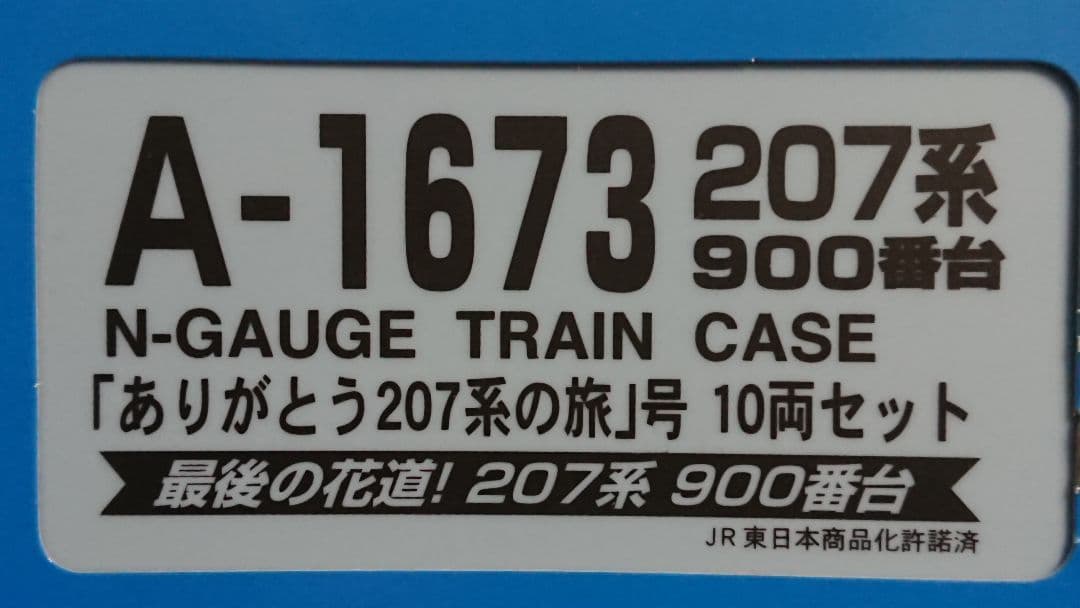 A-1673 207系
900番台
N-GAUGE TRAIN CASE
「ありがとう207系の旅」号 10両セット
最後の花道! 207系 900番台
JR東日本商品化許諾済